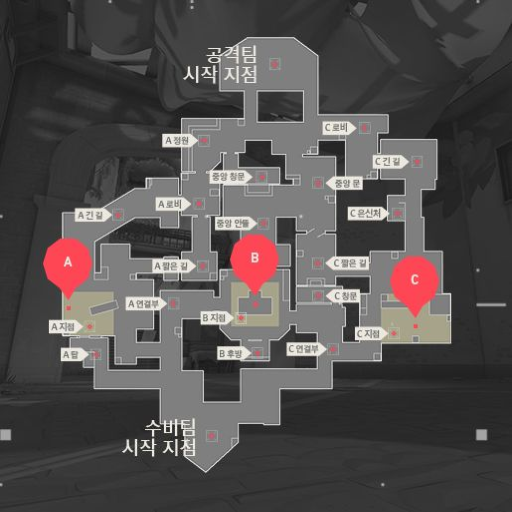 공격팀
시작 지점
C 로비
A 정원
C 긴 길
중앙 창문
중앙 문
A 로비
A 긴 길
C 은신처
중앙 안뜰
A
B
C
A 짧은 길
C 짧은 길
A 연결부
C 창문
B 지점
A 지점
C 지점
A 탑
B 후방
C 연결부
수비팀
시작 지점